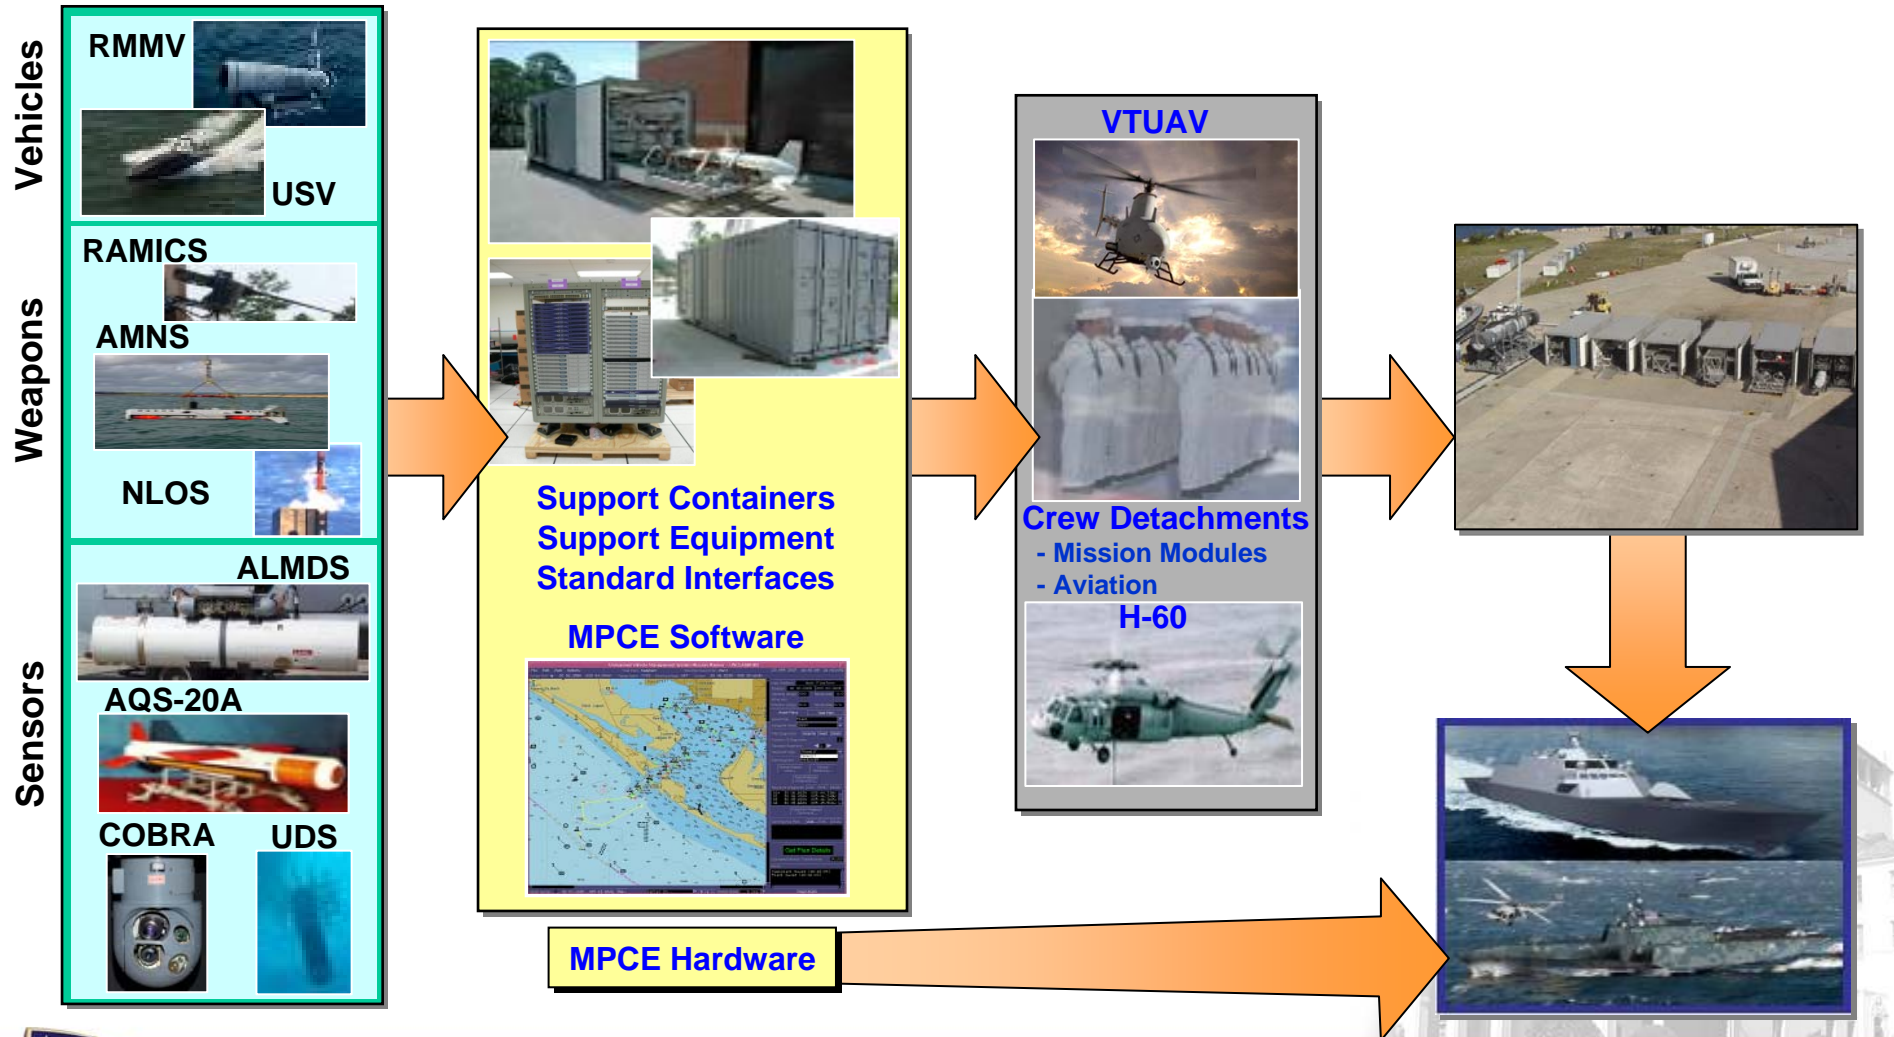 Vehicles
RMMV
USV
Weapons
RAMICS
AMNS
NLOS
Sensors
ALMDS
AQS-20A
COBRA
UDS
Support Containers
Support Equipment
Standard Interfaces
MPCE Software
MPCE Hardware
VTUAV
Crew Detachments
- Mission Modules
- Aviation
H-60